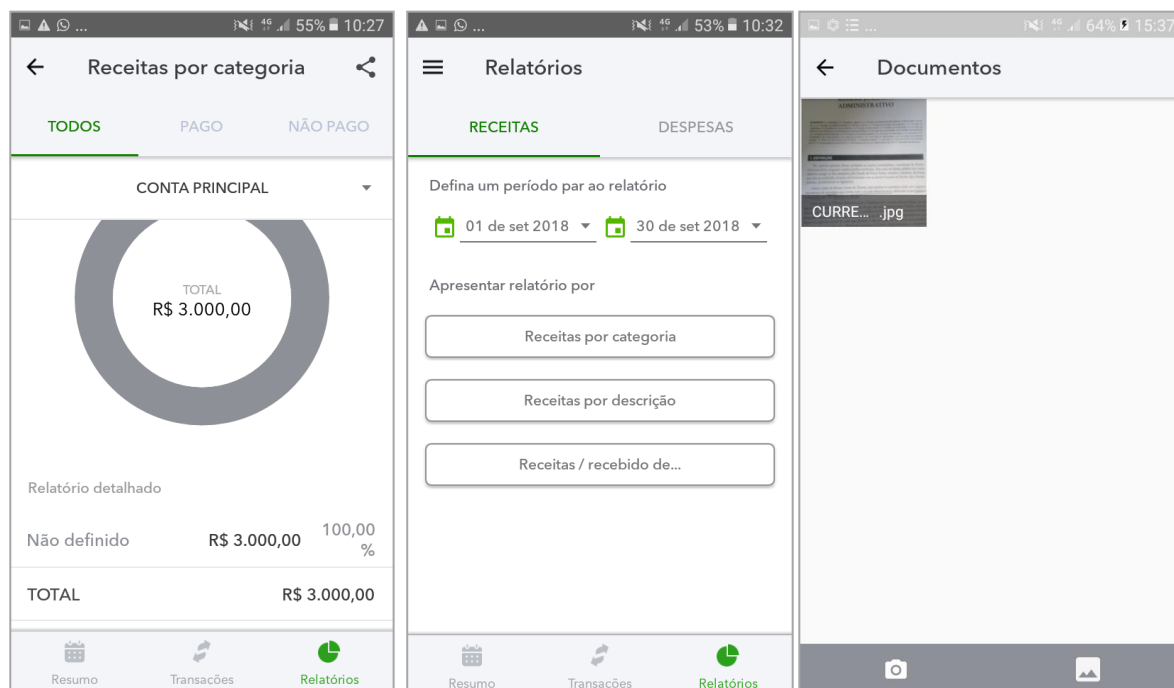 ... 4G 55% 10:27
Receitas por categoria
TODOS PAGO NÃO PAGO
CONTA PRINCIPAL
TOTAL
R$ 3.000,00
Relatório detalhado
Não definido R$ 3.000,00 100,00
%
TOTAL R$ 3.000,00
Resumo Transações Relatórios
... 4G 53% 10:32
Relatórios
RECEITAS DESPESAS
Defina um período par ao relatório
01 de set 2018 30 de set 2018
Apresentar relatório por
Receitas por categoria
Receitas por descrição
Receitas / recebido de...
Resumo Transações Relatórios
... 4G 64% 15:37
Documentos
ADMINISTRATIVO
CURRE... .jpg